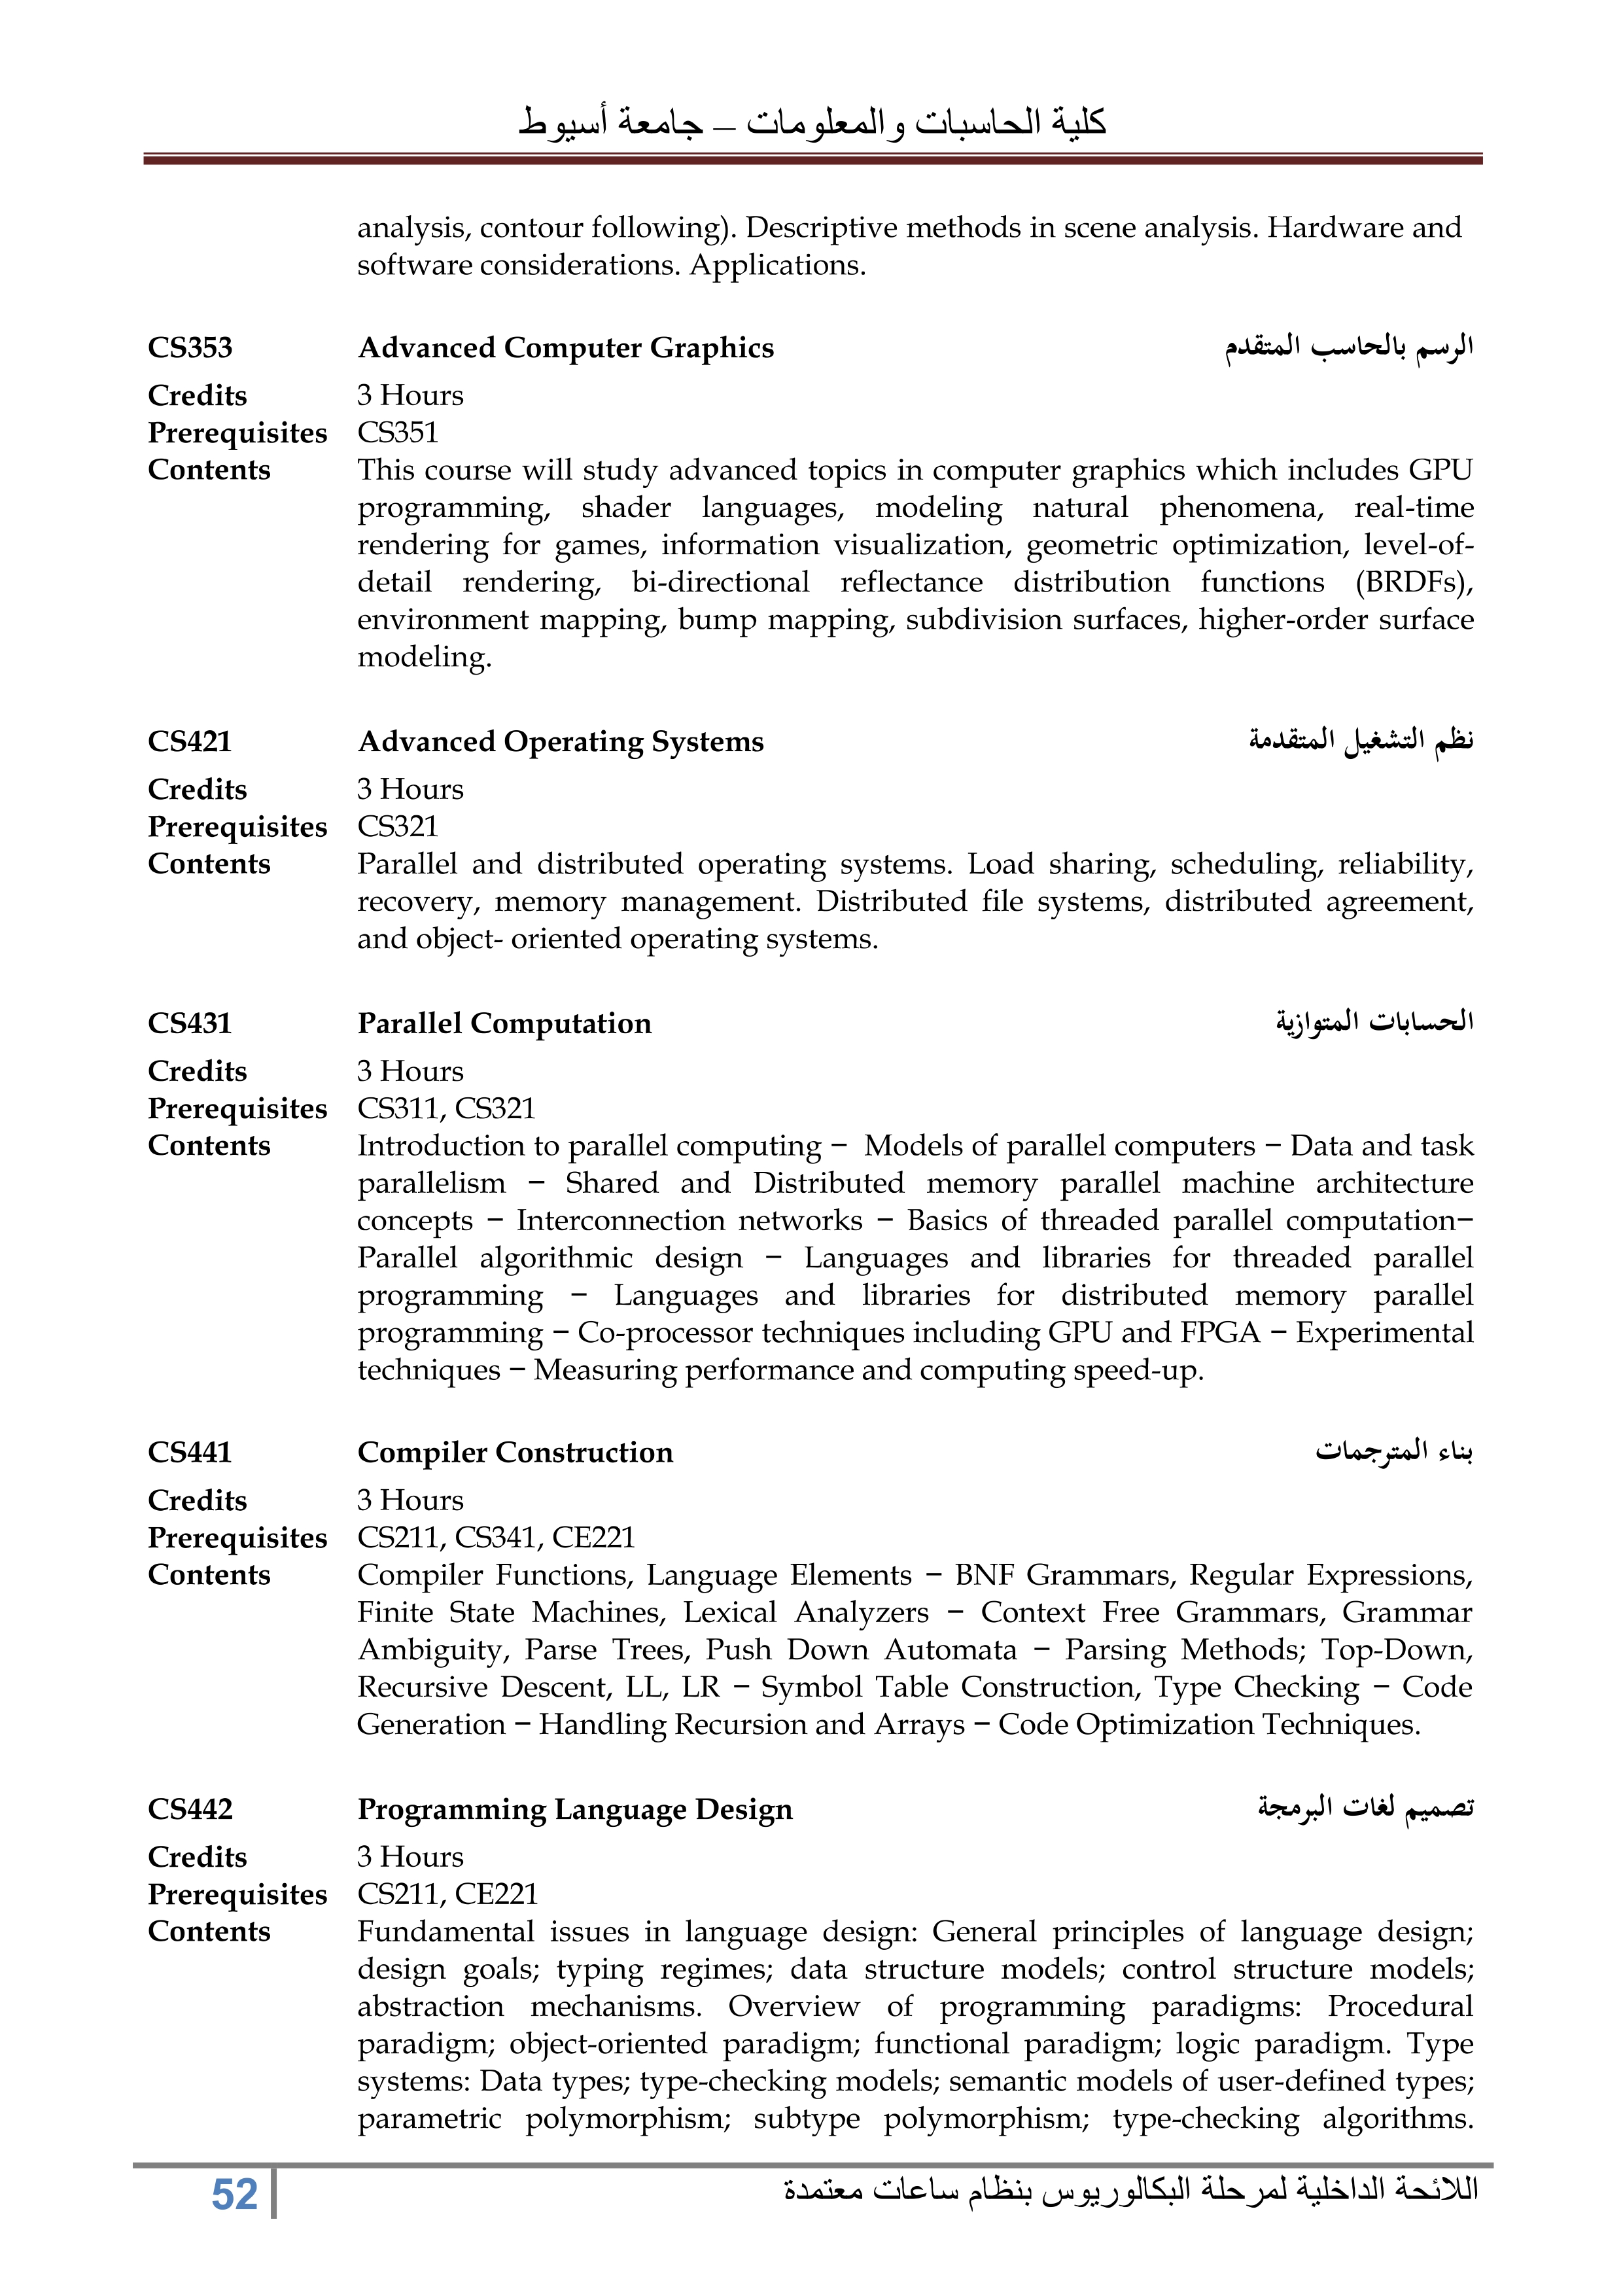 كلية الحاسبات والمعلومات – جامعة أسيوط
analysis, contour following). Descriptive methods in scene analysis. Hardware and
software considerations. Applications.
CS353 Advanced Computer Graphics الرسم بالحاسب المتقدم
Credits 3 Hours
Prerequisites CS351
Contents This course will study advanced topics in computer graphics which includes GPU
programming, shader languages, modeling natural phenomena, real-time
rendering for games, information visualization, geometric optimization, level-of-
detail rendering, bi-directional reflectance distribution functions (BRDFs),
environment mapping, bump mapping, subdivision surfaces, higher-order surface
modeling.
CS421 Advanced Operating Systems نظم التشغيل المتقدمة
Credits 3 Hours
Prerequisites CS321
Contents Parallel and distributed operating systems. Load sharing, scheduling, reliability,
recovery, memory management. Distributed file systems, distributed agreement,
and object- oriented operating systems.
CS431 Parallel Computation الحسابات المتوازية
Credits 3 Hours
Prerequisites CS311, CS321
Contents Introduction to parallel computing − Models of parallel computers − Data and task
parallelism − Shared and Distributed memory parallel machine architecture
concepts − Interconnection networks − Basics of threaded parallel computation−
Parallel algorithmic design − Languages and libraries for threaded parallel
programming − Languages and libraries for distributed memory parallel
programming − Co-processor techniques including GPU and FPGA − Experimental
techniques − Measuring performance and computing speed-up.
CS441 Compiler Construction بناء المترجمات
Credits 3 Hours
Prerequisites CS211, CS341, CE221
Contents Compiler Functions, Language Elements − BNF Grammars, Regular Expressions,
Finite State Machines, Lexical Analyzers − Context Free Grammars, Grammar
Ambiguity, Parse Trees, Push Down Automata − Parsing Methods; Top-Down,
Recursive Descent, LL, LR − Symbol Table Construction, Type Checking − Code
Generation − Handling Recursion and Arrays − Code Optimization Techniques.
CS442 Programming Language Design تصميم لغات البرمجة
Credits 3 Hours
Prerequisites CS211, CE221
Contents Fundamental issues in language design: General principles of language design;
design goals; typing regimes; data structure models; control structure models;
abstraction mechanisms. Overview of programming paradigms: Procedural
paradigm; object-oriented paradigm; functional paradigm; logic paradigm. Type
systems: Data types; type-checking models; semantic models of user-defined types;
parametric polymorphism; subtype polymorphism; type-checking algorithms.
52 اللائحة الداخلية لمرحلة البكالوريوس بنظام ساعات معتمدة